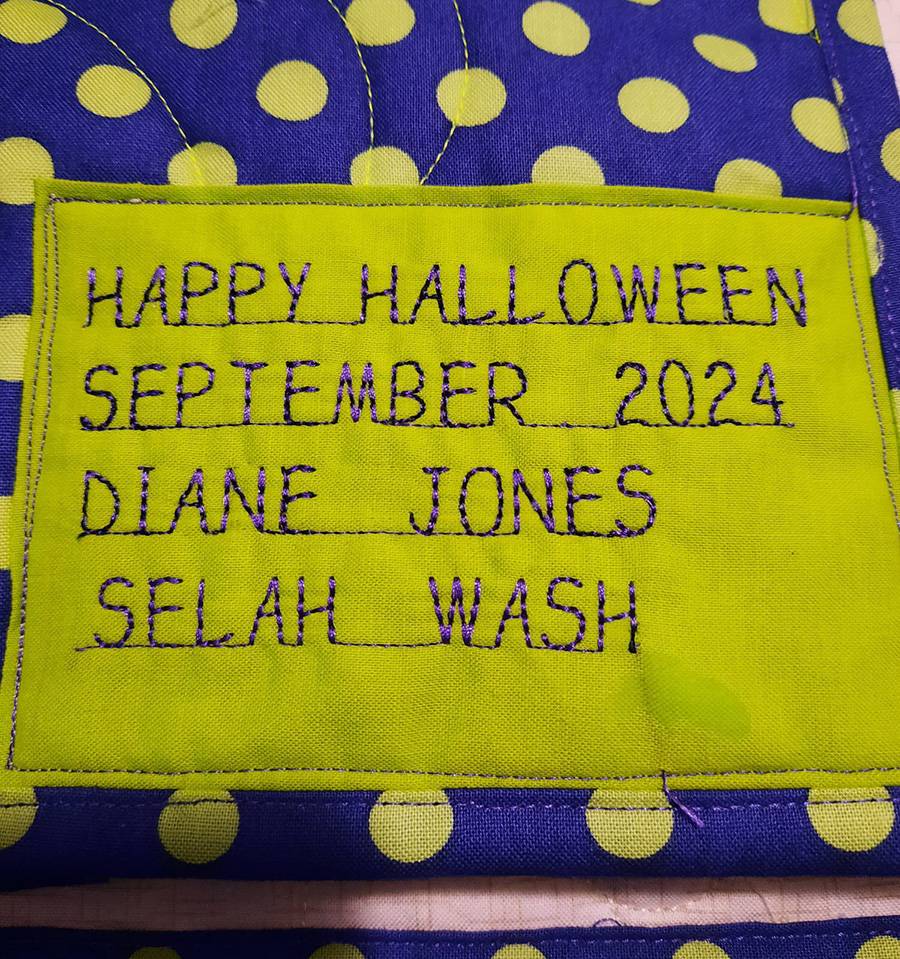 HAPPY HALLOWEEN
SEPTEMBER 2024
DIANE JONES
SELAH WASH